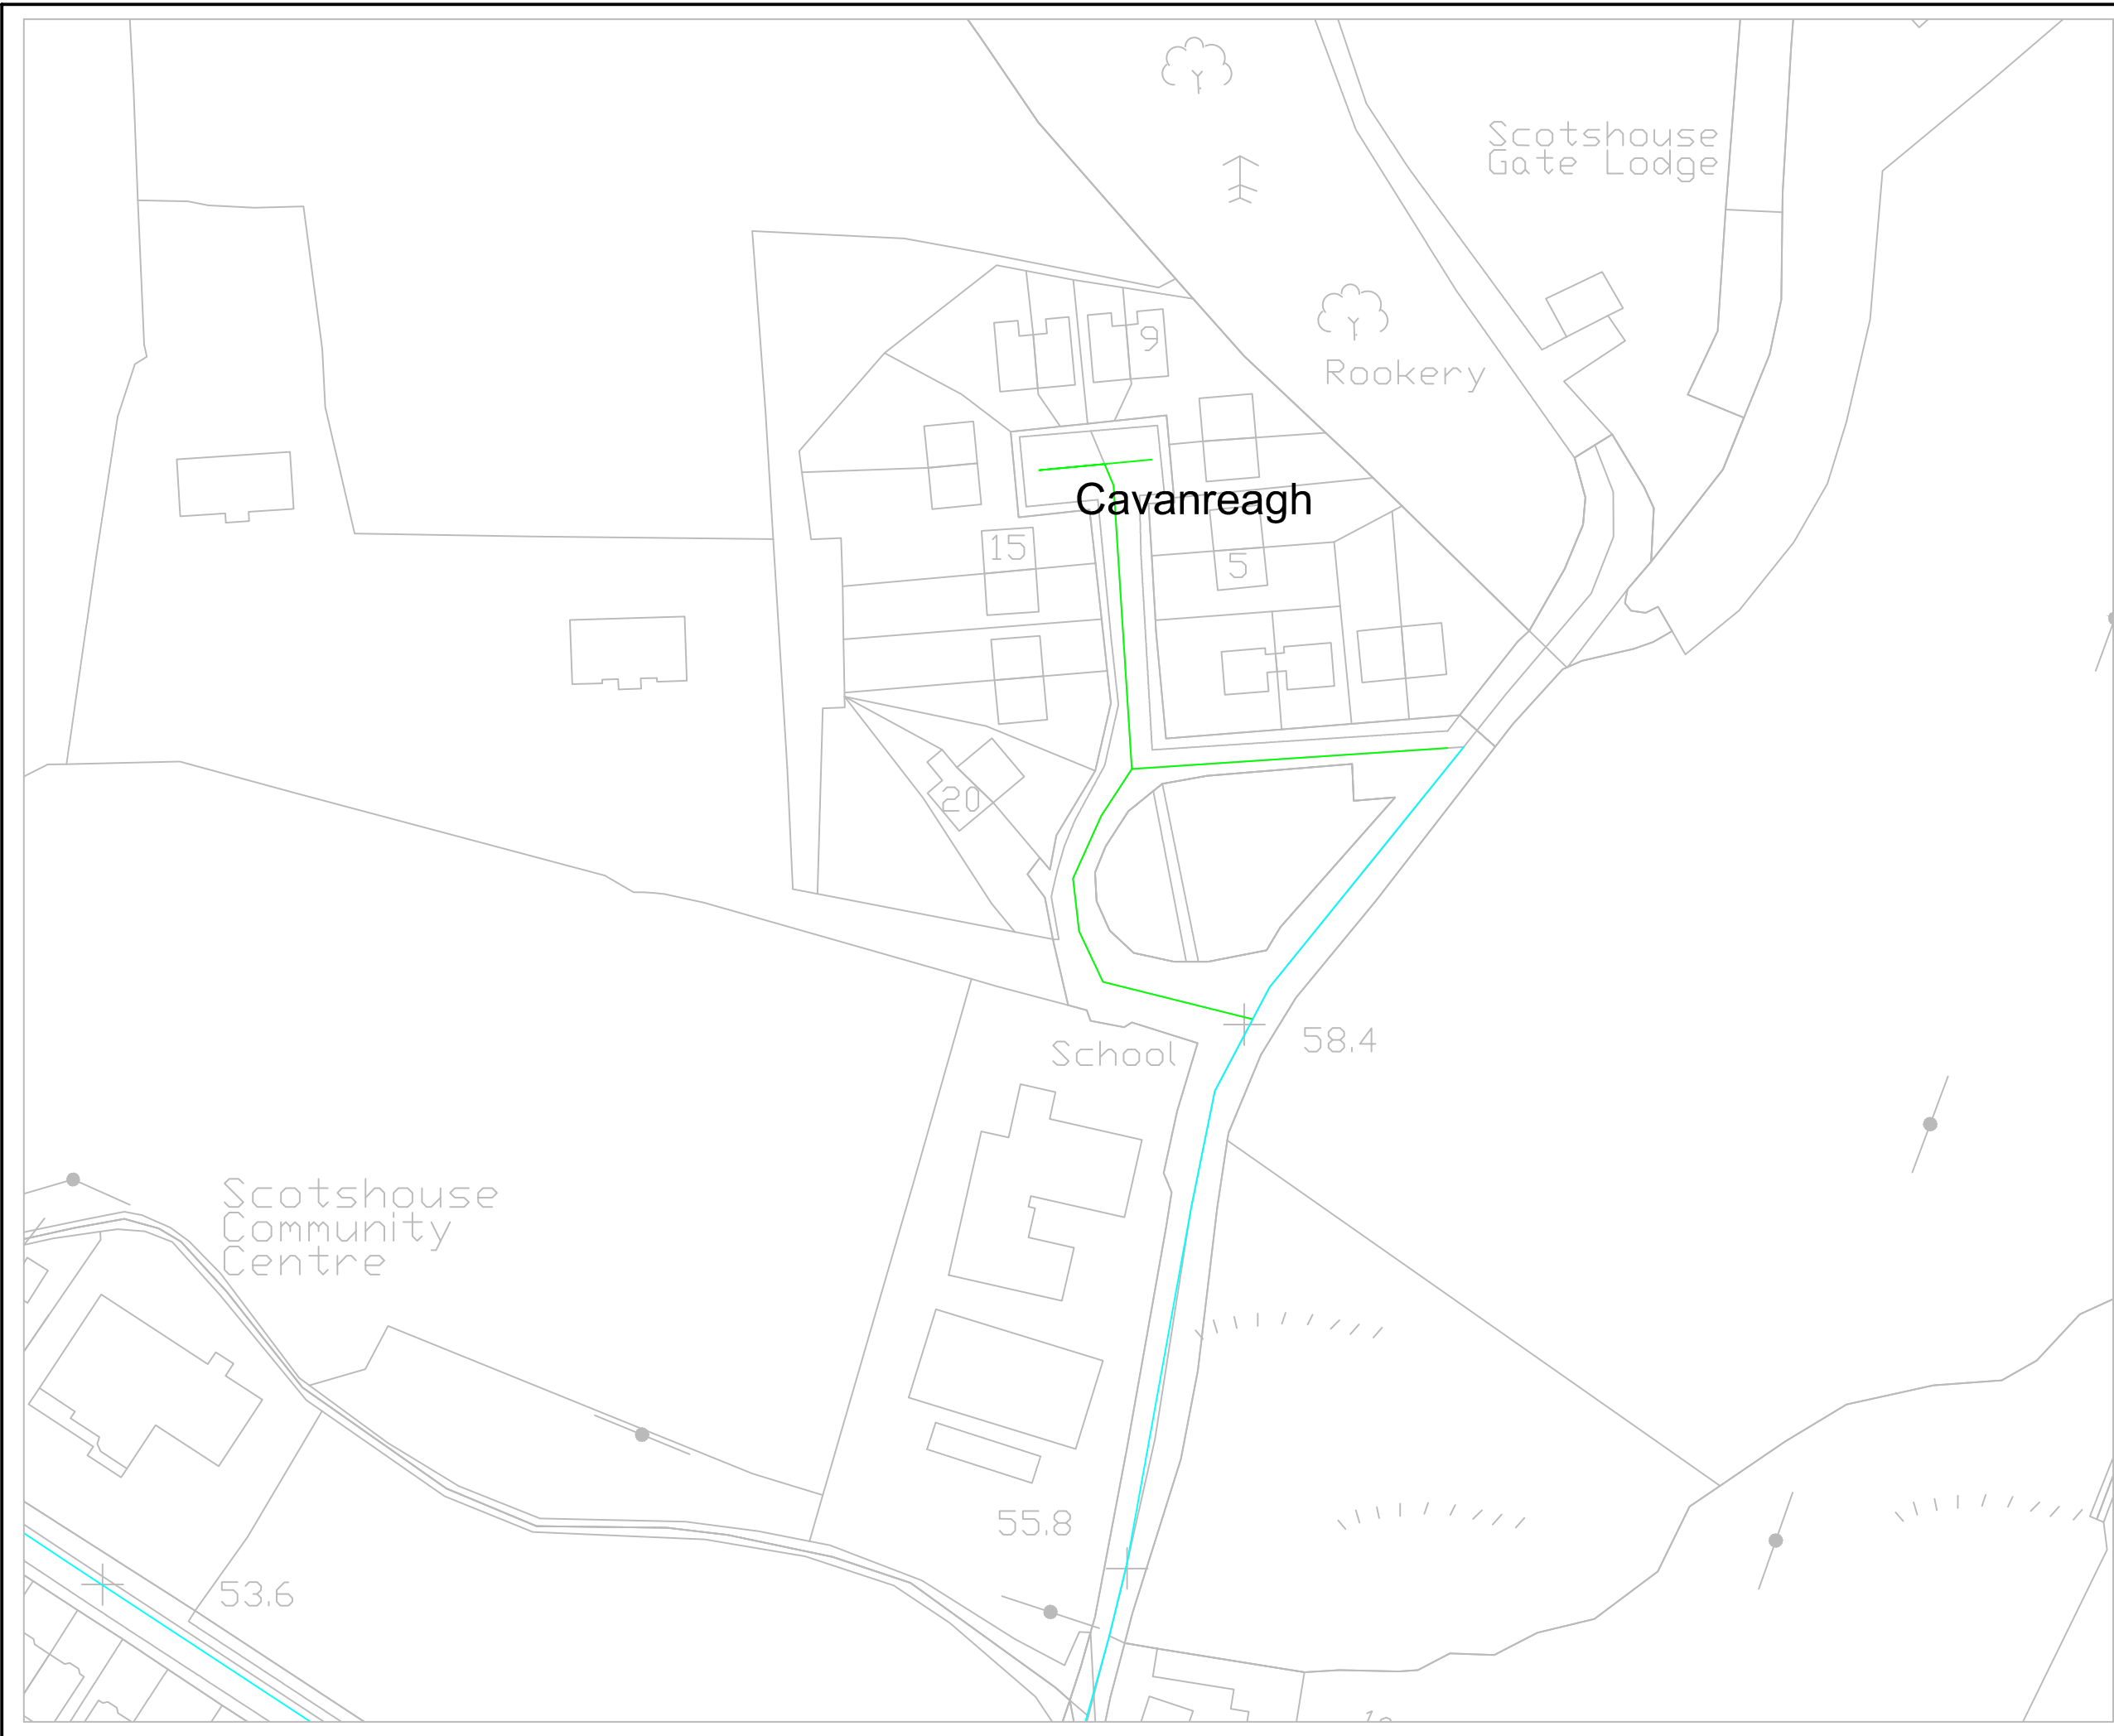 Scotshouse
Gate Lodge
9
Rookery
Cavanreagh
15
5
20
58.4
School
Scotshouse
Community
Centre
55.8
53.6